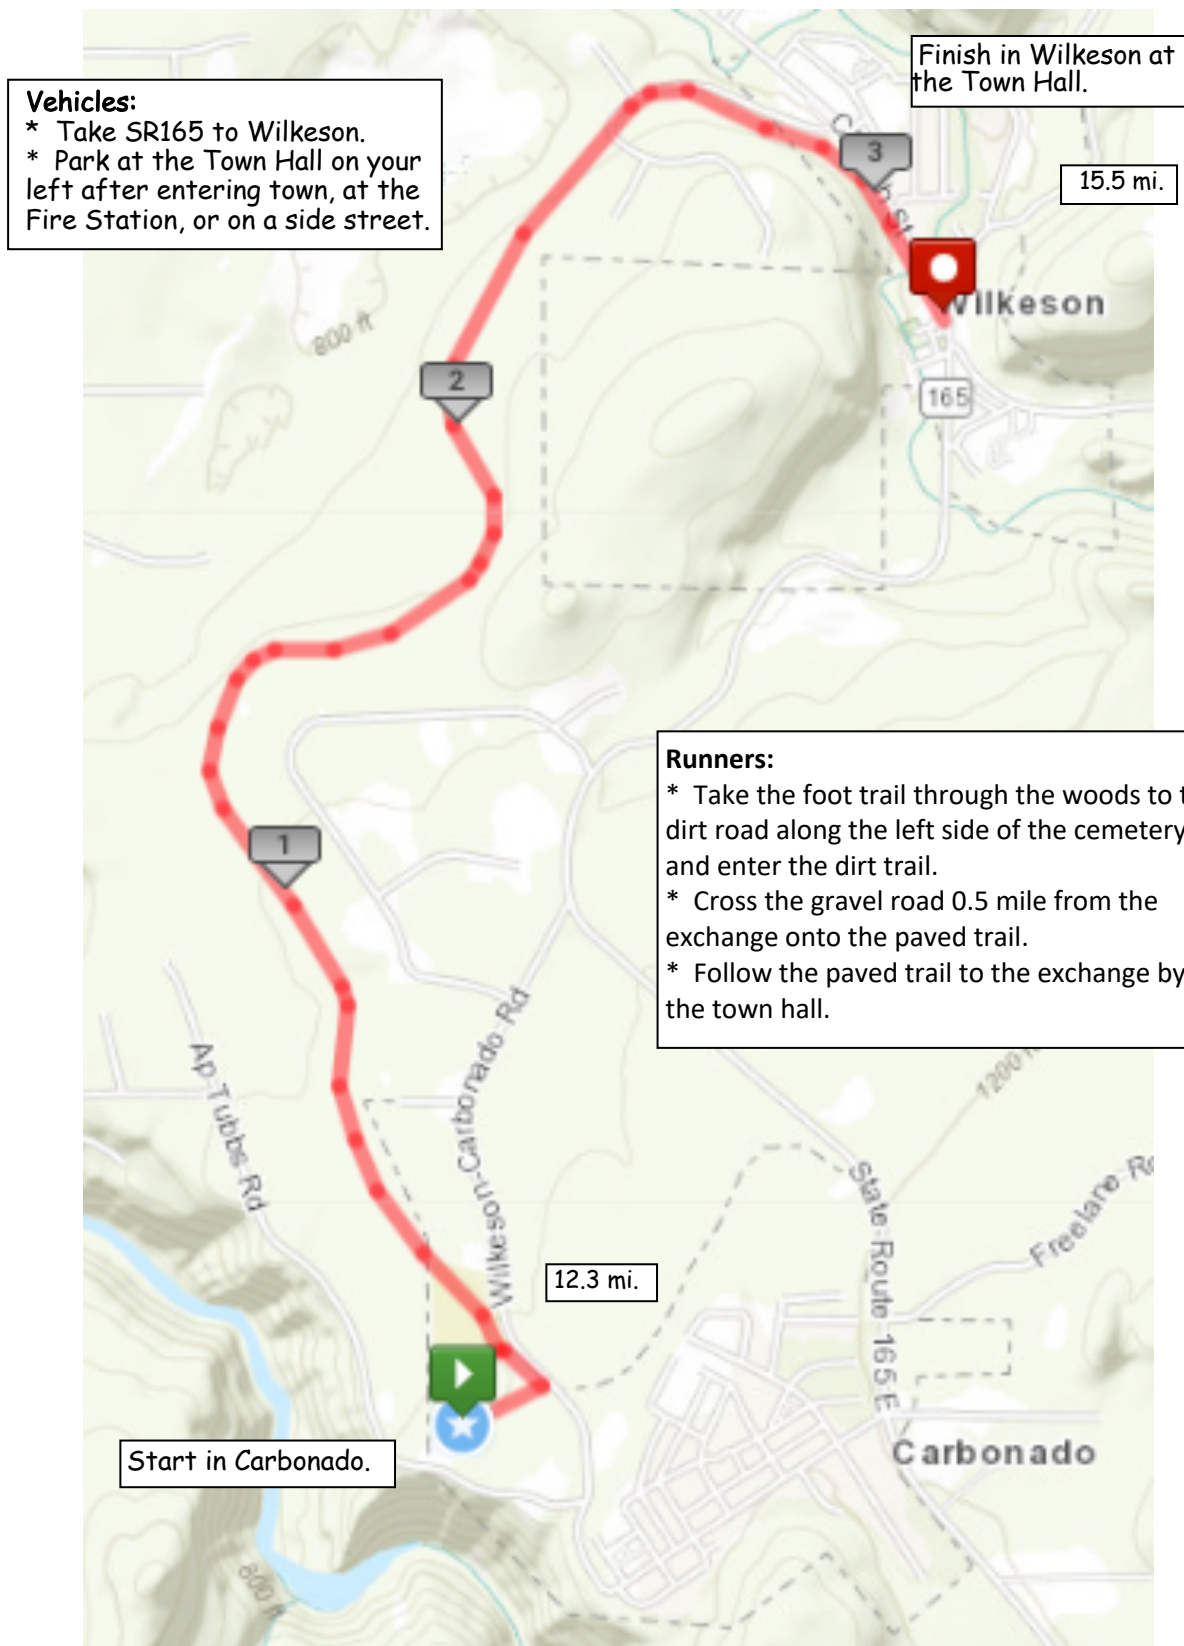 Finish in Wilkeson at
the Town Hall.
Vehicles:
* Take SR165 to Wilkeson.
* Park at the Town Hall on your
left after entering town, at the
Fire Station, or on a side street.
3
15.5 mi.
Wilkeson
800 ft
2
165
Runners:
* Take the foot trail through the woods to t
dirt road along the left side of the cemetery
and enter the dirt trail.
* Cross the gravel road 0.5 mile from the
exchange onto the paved trail.
* Follow the paved trail to the exchange by
the town hall.
1
Ap-Tubbs-Rd
Wilkeson-Carbonado-Rd
1200
State-Route-165-E
Freelane-Rd
12.3 mi.
Start in Carbonado.
Carbonado
800 ft